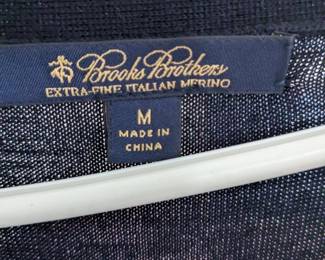 Brooks Brothers
EXTRA-FINE ITALIAN MERINO
M
MADE IN
CHINA